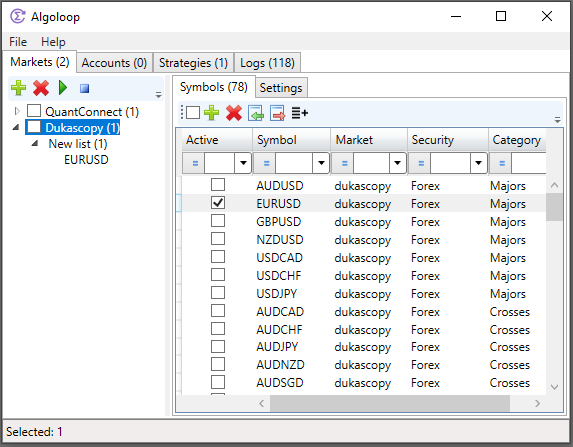 Algoloop
File Help
Markets (2) Accounts (0) Strategies (1) Logs (118)
QuantConnect (1)
Dukascopy (1)
New list (1)
EURUSD
Symbols (78) Settings
Active Symbol Market Security Category
= = = = =
AUDUSD dukascopy Forex Majors
EURUSD dukascopy Forex Majors
GBPUSD dukascopy Forex Majors
NZDUSD dukascopy Forex Majors
USDCAD dukascopy Forex Majors
USDCHF dukascopy Forex Majors
USDJPY dukascopy Forex Majors
AUDCAD dukascopy Forex Crosses
AUDCHF dukascopy Forex Crosses
AUDJPY dukascopy Forex Crosses
AUDNZD dukascopy Forex Crosses
AUDSGD dukascopy Forex Crosses
Selected: 1